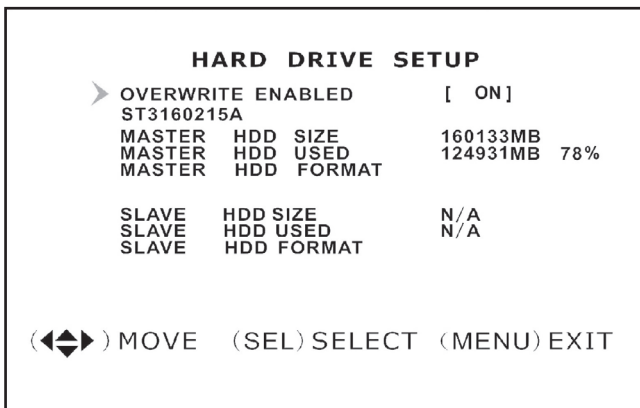 HARD DRIVE SETUP
OVERWRITE ENABLED [ ON]
ST3160215A
MASTER HDD SIZE 160133MB
MASTER HDD USED 124931MB 78%
MASTER HDD FORMAT
SLAVE HDD SIZE N/A
SLAVE HDD USED N/A
SLAVE HDD FORMAT
(◀▲▼▶) MOVE (SEL) SELECT (MENU) EXIT